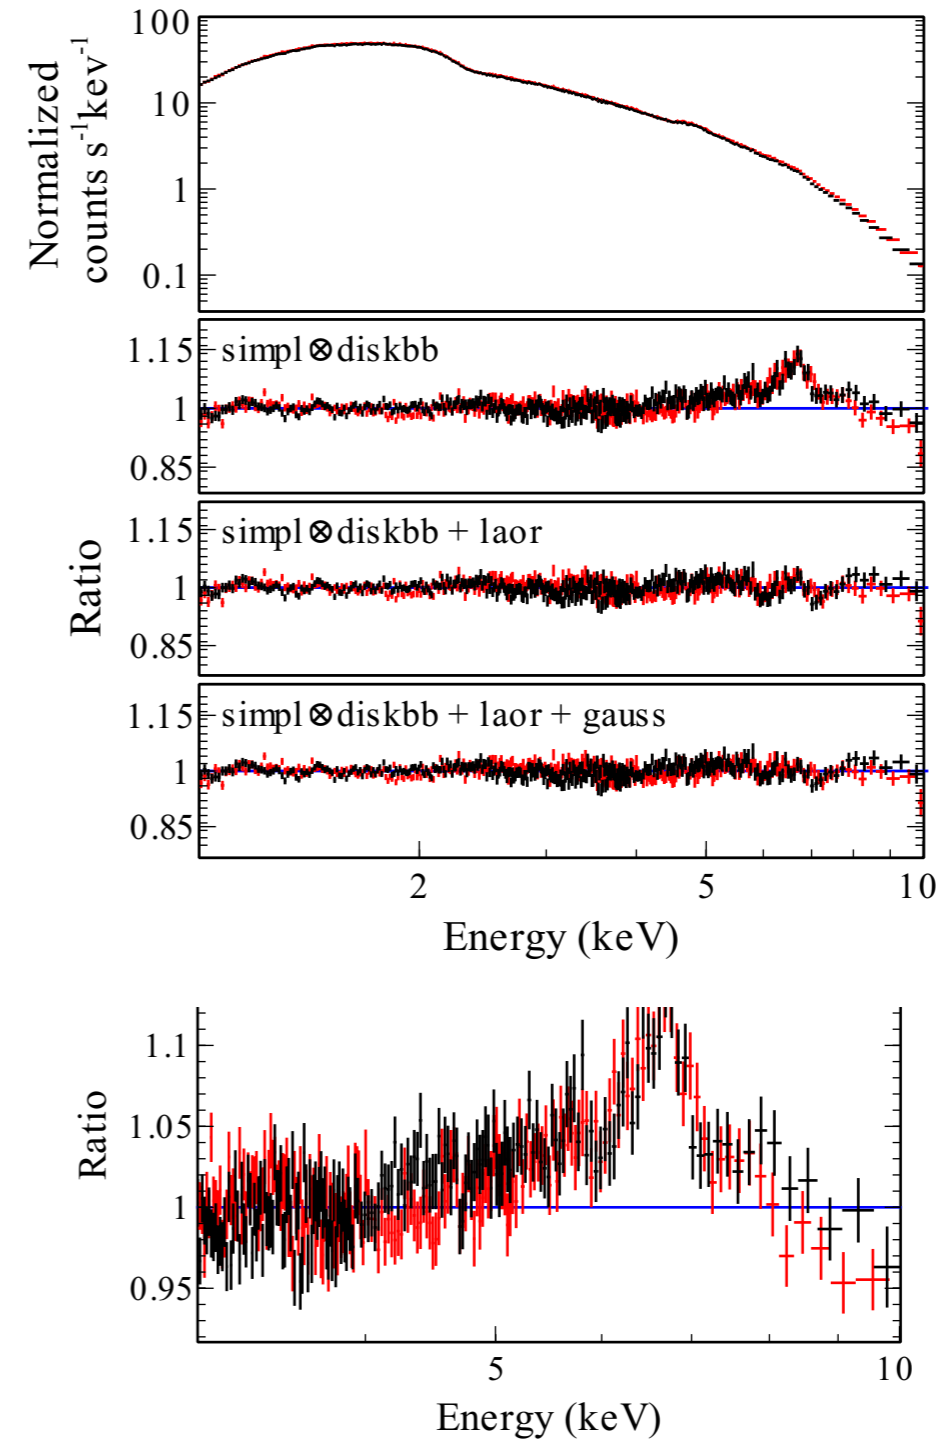 100
10
1
0.1
Normalized
counts s⁻¹kev⁻¹
simpl⊗diskbb
1.15
1
0.85
simpl⊗diskbb + laor
1.15
1
0.85
simpl⊗diskbb + laor + gauss
1.15
1
0.85
Ratio
2
5
10
Energy (keV)
1.1
1.05
1
0.95
Ratio
5
10
Energy (keV)